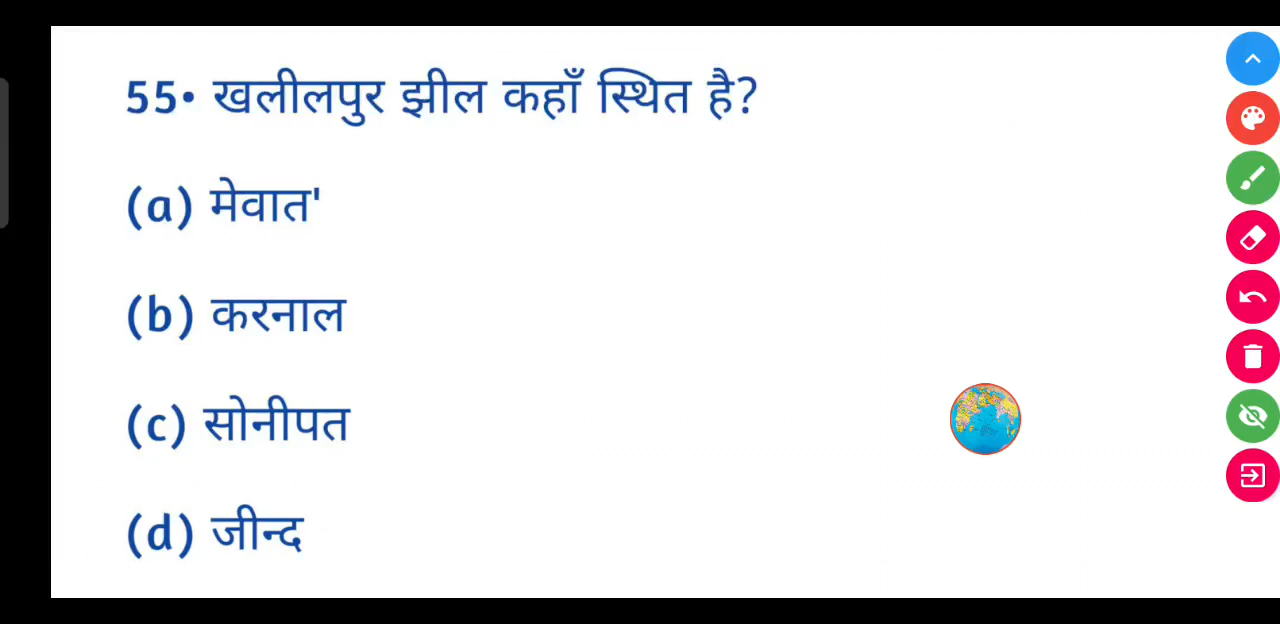 55• खलीलपुर झील कहाँ स्थित है?
(a) मेवात'
(b) करनाल
(c) सोनीपत
(d) जीन्द